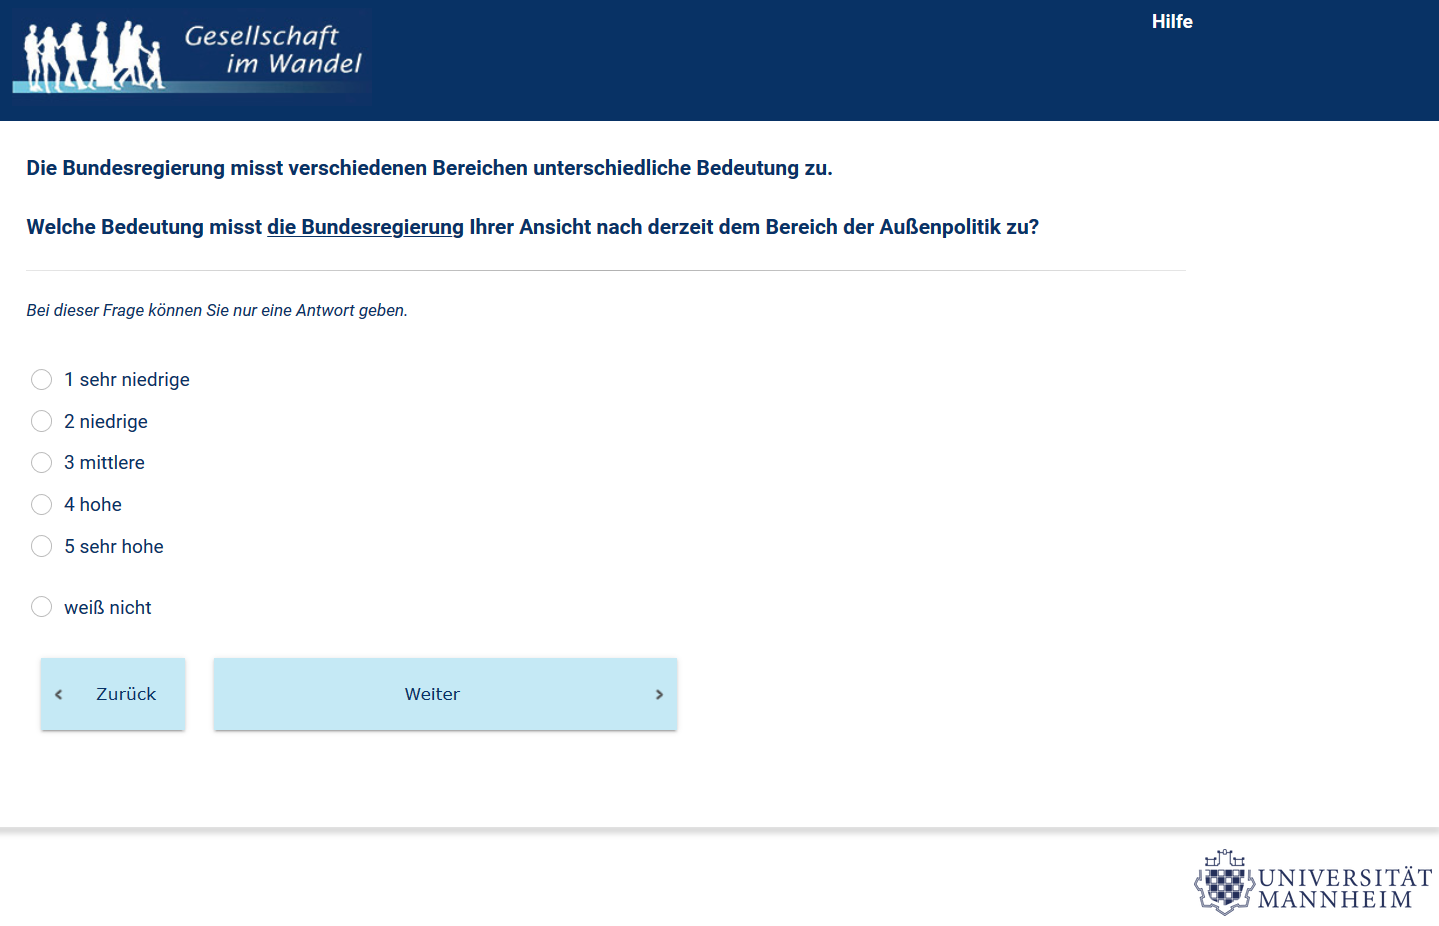 Gesellschaft
im Wandel
Hilfe
Die Bundesregierung misst verschiedenen Bereichen unterschiedliche Bedeutung zu.
Welche Bedeutung misst die Bundesregierung Ihrer Ansicht nach derzeit dem Bereich der Außenpolitik zu?
Bei dieser Frage können Sie nur eine Antwort geben.
1 sehr niedrige
2 niedrige
3 mittlere
4 hohe
5 sehr hohe
weiß nicht
Zurück
Weiter
UNIVERSITÄT
MANNHEIM